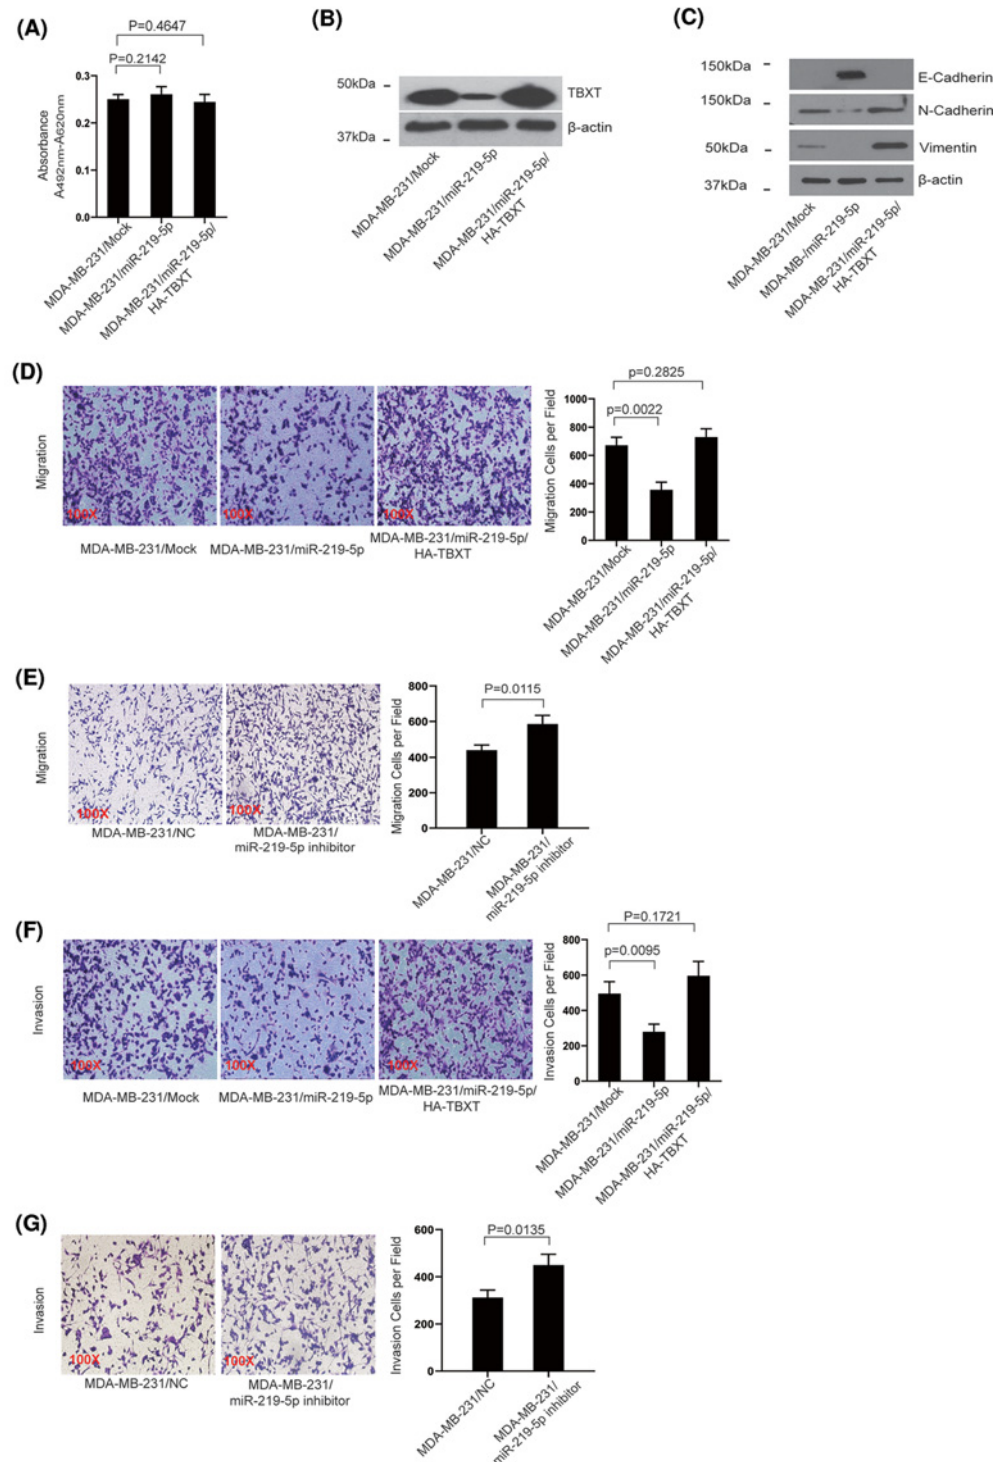 (A)
P=0.4647
P=0.2142
0.3
0.2
0.1
0.0
Absorbance
A492nm-A620nm
MDA-MB-231/Mock
MDA-MB-231/miR-219-5p
MDA-MB-231/miR-219-5p/
HA-TBXT
(B)
50kDa
TBXT
37kDa
β-actin
MDA-MB-231/Mock
MDA-MB-231/miR-219-5p
MDA-MB-231/miR-219-5p/
HA-TBXT
(C)
150kDa
E-Cadherin
150kDa
N-Cadherin
50kDa
Vimentin
37kDa
β-actin
MDA-MB-231/Mock
MDA-MB-/miR-219-5p
MDA-MB-231/miR-219-5p/
HA-TBXT
(D)
Migration
100X
100X
100X
MDA-MB-231/Mock
MDA-MB-231/miR-219-5p
MDA-MB-231/miR-219-5p/
HA-TBXT
p=0.2825
p=0.0022
1000
800
600
400
200
0
Migration Cells per Field
MDA-MB-231/Mock
MDA-MB-231/miR-219-5p
MDA-MB-231/miR-219-5p/
HA-TBXT
(E)
Migration
100X
100X
MDA-MB-231/NC
MDA-MB-231/
miR-219-5p inhibitor
P=0.0115
800
600
400
200
0
Migration Cells per Field
MDA-MB-231/NC
MDA-MB-231/
miR-219-5p inhibitor
(F)
Invasion
100X
100X
100X
MDA-MB-231/Mock
MDA-MB-231/miR-219-5p
MDA-MB-231/miR-219-5p/
HA-TBXT
P=0.1721
p=0.0095
800
600
400
200
0
Invasion Cells per Field
MDA-MB-231/Mock
MDA-MB-231/miR-219-5p
MDA-MB-231/miR-219-5p/
HA-TBXT
(G)
Invasion
100X
100X
MDA-MB-231/NC
MDA-MB-231/
miR-219-5p inhibitor
P=0.0135
600
400
200
0
Invasion Cells per Field
MDA-MB-231/NC
MDA-MB-231/
miR-219-5p inhibitor